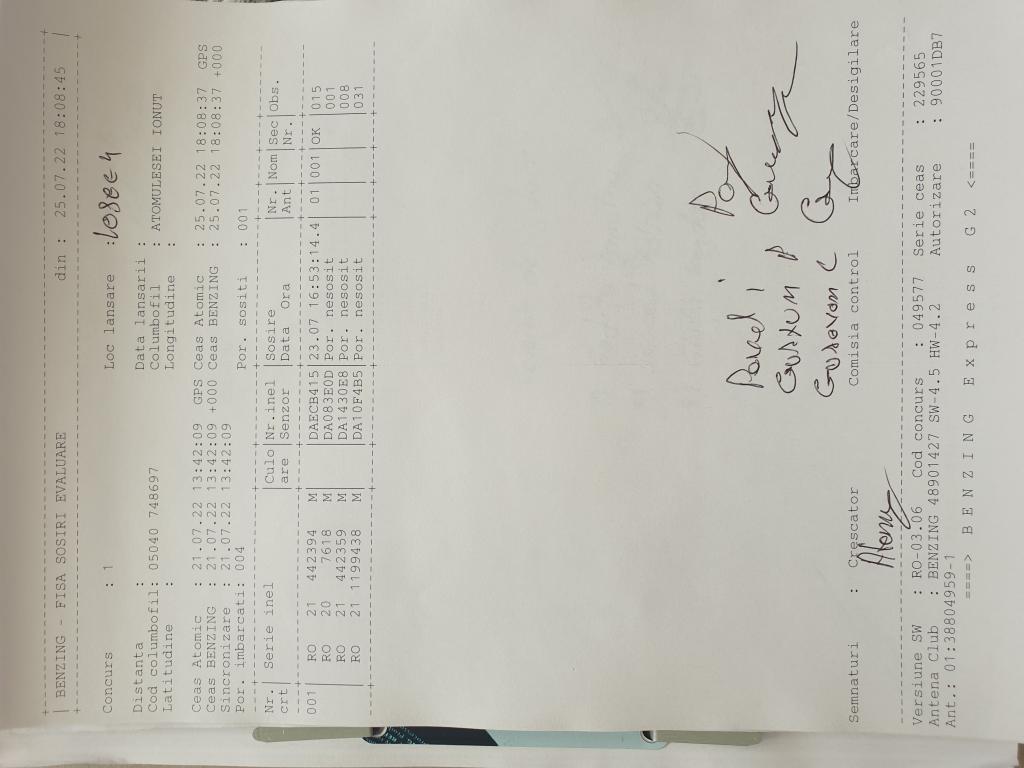 BENZING - FISA SOSIRI EVALUARE din : 25.07.22 18:08:45
Concurs : 1 Loc lansare :
Distanta : Data lansarii :
Cod columbofil: 05040 748697 Columbofil : ATOMULESEI IONUT
Latitudine : Longitudine :
Ceas Atomic : 21.07.22 13:42:09 GPS Ceas Atomic : 25.07.22 18:08:37 GPS
Ceas BENZING : 21.07.22 13:42:09 +000 Ceas BENZING : 25.07.22 18:08:37 +000
Sincronizare : 21.07.22 13:42:09
Por. imbarcati: 004 Por. sositi : 001
Nr.| Serie inel |Culo|Nr.inel |Sosire |Nr. |Nom|Sec|Obs.
crt| |are |Senzor |Data Ora |Ant | |Nr.|
001| RO 21 442394 M |DAECB415|23.07 16:53:14.4| 01|001|OK |015
| RO 20 7618 M |DA083E0D|Por. nesosit | | | |001
| RO 21 442359 M |DA1430E8|Por. nesosit | | | |008
| RO 21 1199438 M |DA10F4B5|Por. nesosit | | | |031
Semnaturi : Crescator Comisia control Imbarcare/Desigilare
Versiune SW : RO-03.06 Cod concurs : 049577 Serie ceas : 229565
Antena Club : BENZING 48901427 SW-4.5 HW-4.2 Autorizare : 90001DB7
Ant.: 01:38804959-1
====> B E N Z I N G E x p r e s s G 2 <====